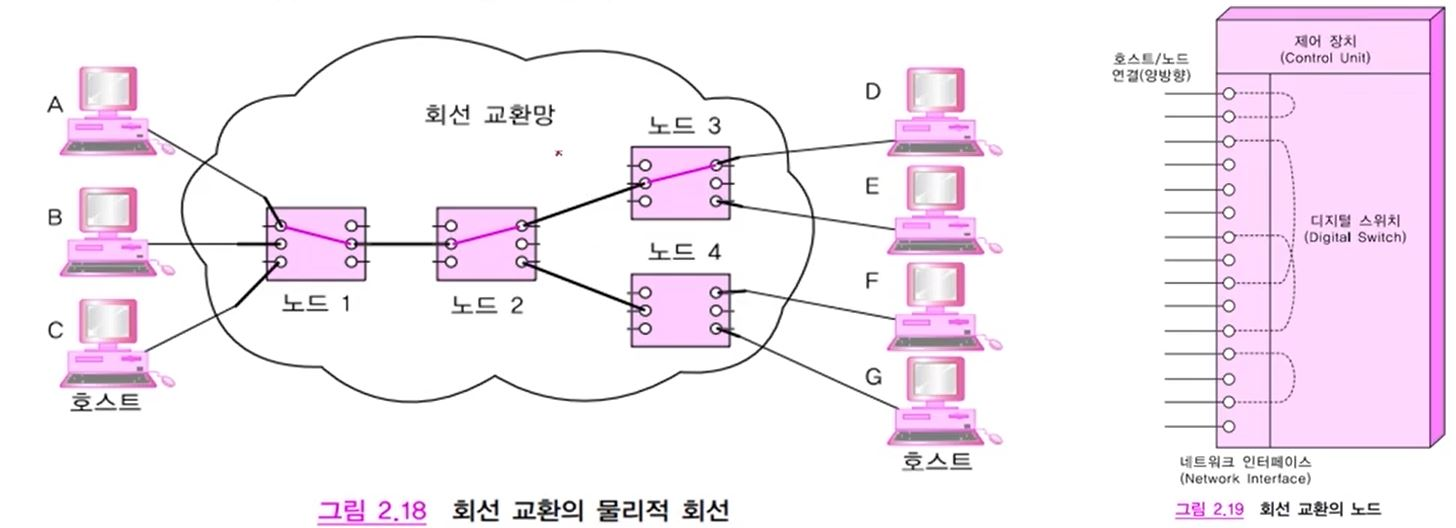 A
B
C
호스트
회선 교환망
노드 1
노드 2
노드 3
노드 4
D
E
F
G
호스트
그림 2.18 회선 교환의 물리적 회선
제어 장치
(Control Unit)
호스트/노드
연결(양방향)
디지털 스위치
(Digital Switch)
네트워크 인터페이스
(Network Interface)
그림 2.19 회선 교환의 노드